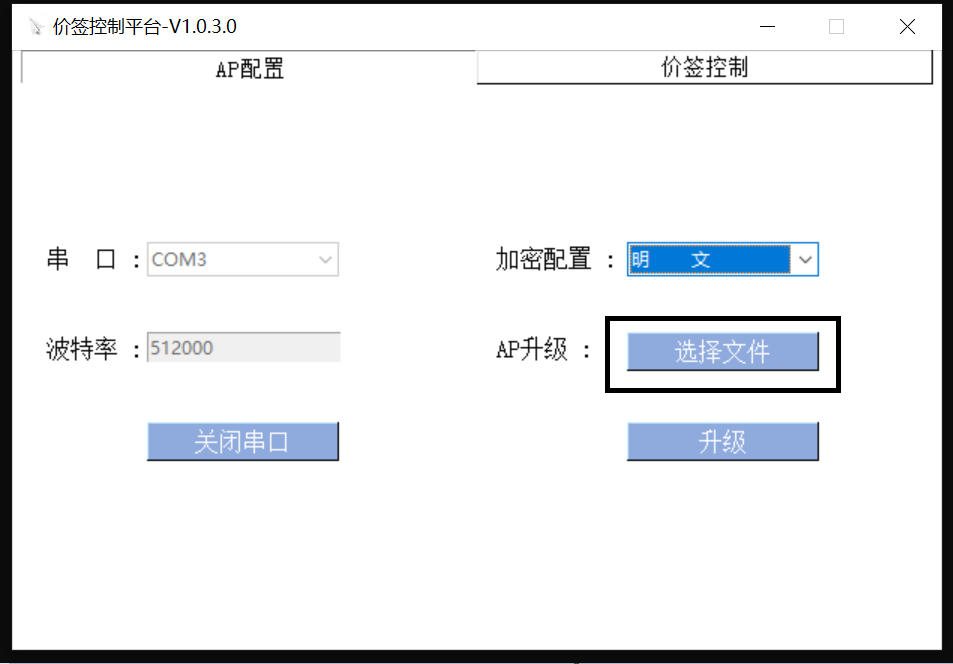 价签控制平台-V1.0.3.0
AP配置
价签控制
串 口 : COM3
加密配置 : 明 文
波特率 : 512000
AP升级 : 选择文件
关闭串口
升级